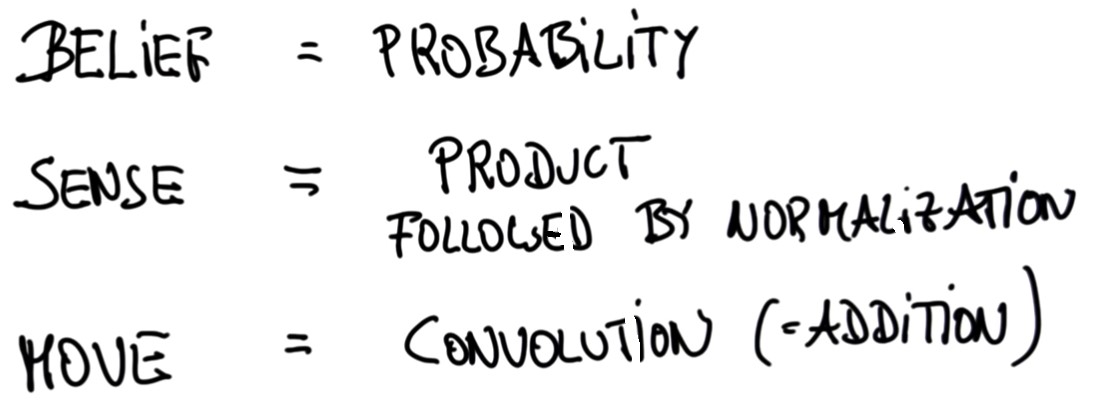 BELIEF = PROBABILITY
SENSE = PRODUCT
FOLLOWED BY NORMALIZATION
MOVE = CONVOLUTION (=ADDITION)